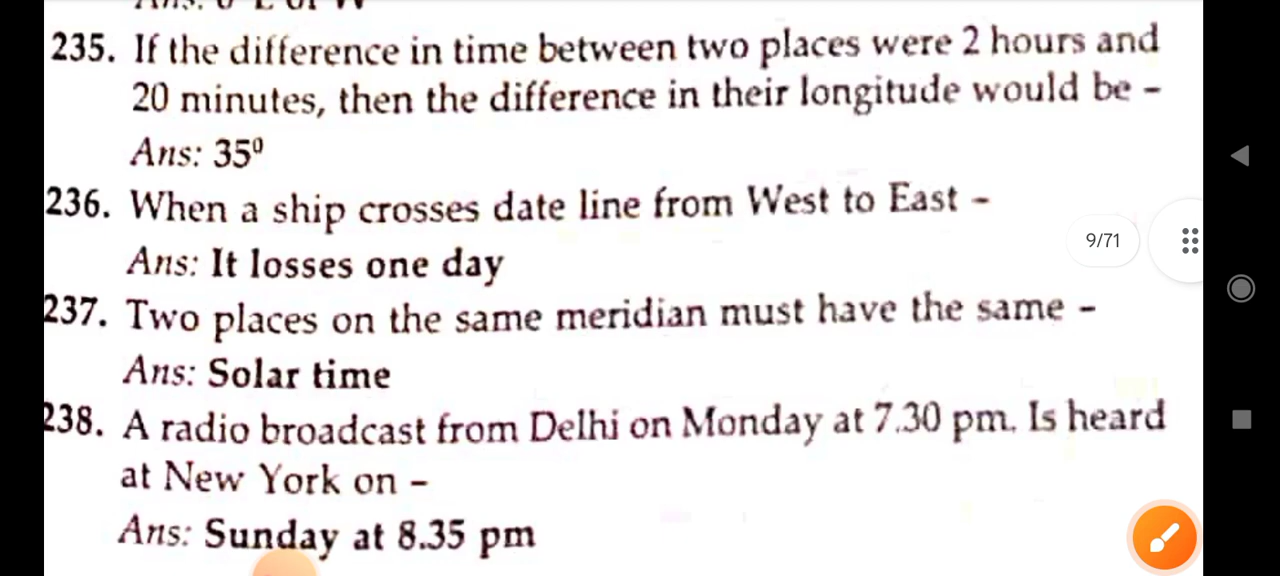 235. If the difference in time between two places were 2 hours and
20 minutes, then the difference in their longitude would be –
Ans: 35⁰
236. When a ship crosses date line from West to East –
Ans: It losses one day
237. Two places on the same meridian must have the same –
Ans: Solar time
238. A radio broadcast from Delhi on Monday at 7.30 pm. Is heard
at New York on –
Ans: Sunday at 8.35 pm
9/71